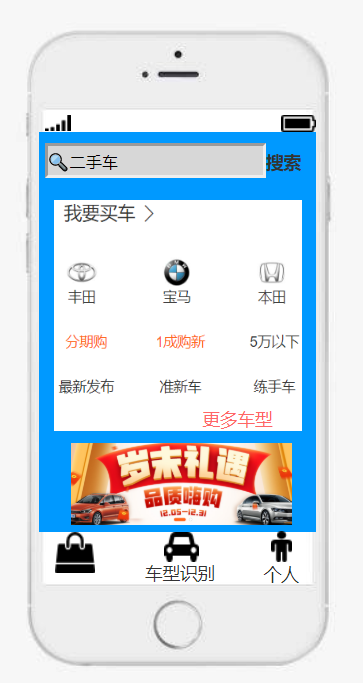 二手车 搜索
我要买车
丰田 宝马 本田
分期购 1成购新 5万以下
最新发布 准新车 练手车
更多车型
岁末礼遇
品质嗨购
12.05-12.31
车型识别 个人